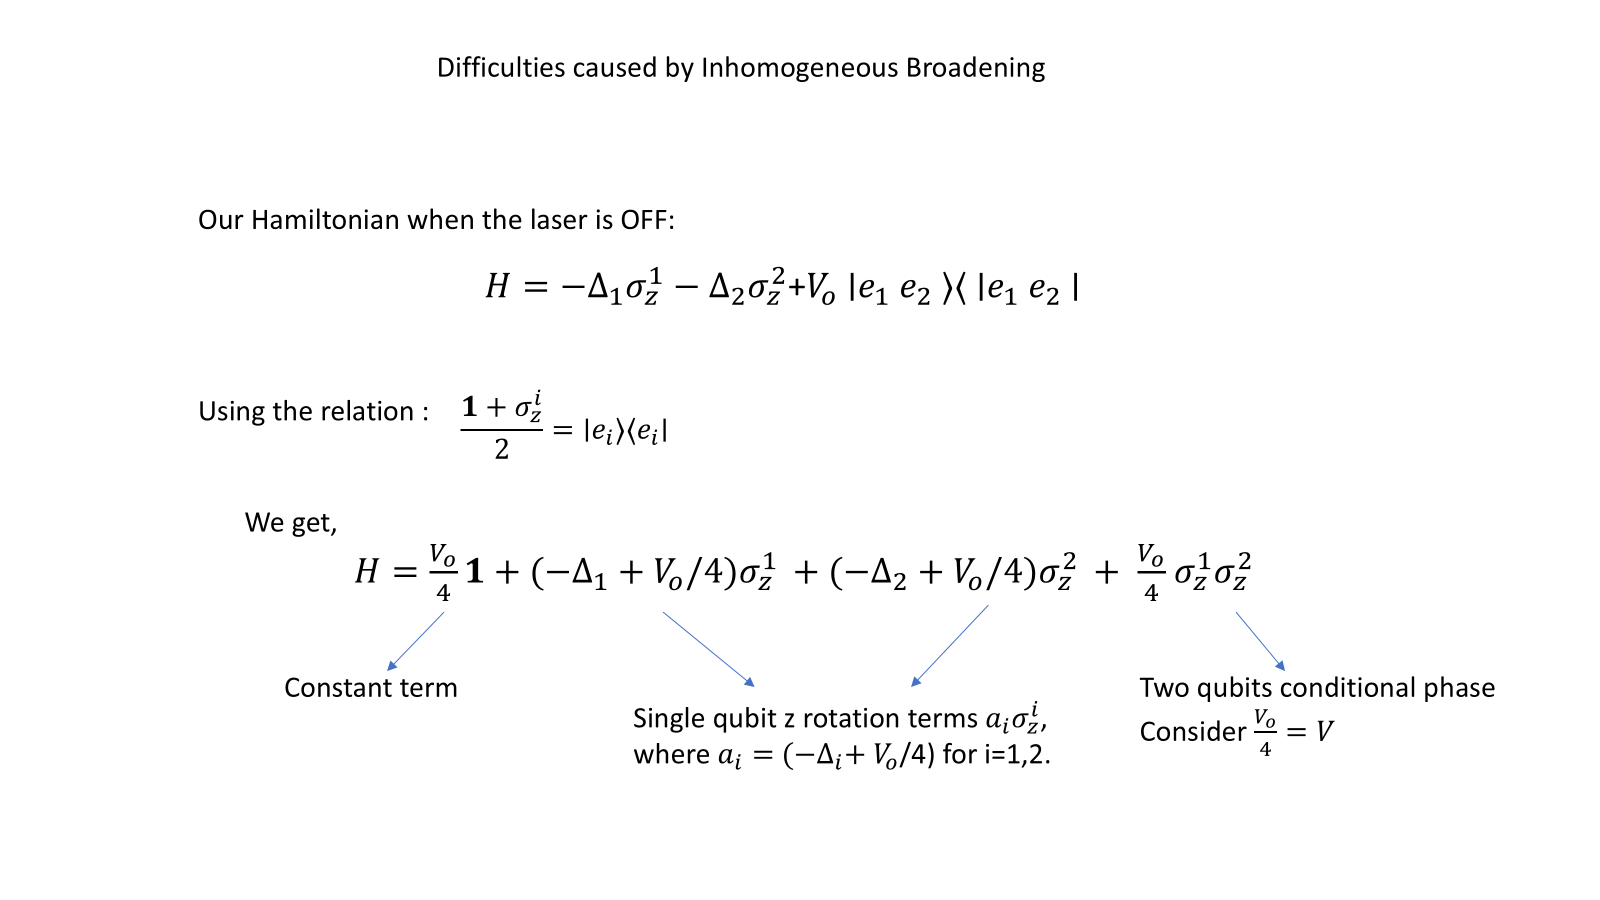 Difficulties caused by Inhomogeneous Broadening
Our Hamiltonian when the laser is OFF:
𝐻 = −Δ₁σ_z^1 − Δ₂σ_z^2+V_o |e₁ e₂ ⟩⟨ |e₁ e₂ |
Using the relation : (𝟏 + σ_z^i)/2 = |e_i⟩⟨e_i|
We get,
𝐻 = V_o/4 𝟏 + (−Δ₁ + V_o/4)σ_z^1 + (−Δ₂ + V_o/4)σ_z^2 + V_o/4 σ_z^1σ_z^2
Constant term
Single qubit z rotation terms a_iσ_z^i,
where a_i = (−Δ_i+ V_o/4) for i=1,2.
Two qubits conditional phase
Consider V_o/4 = V